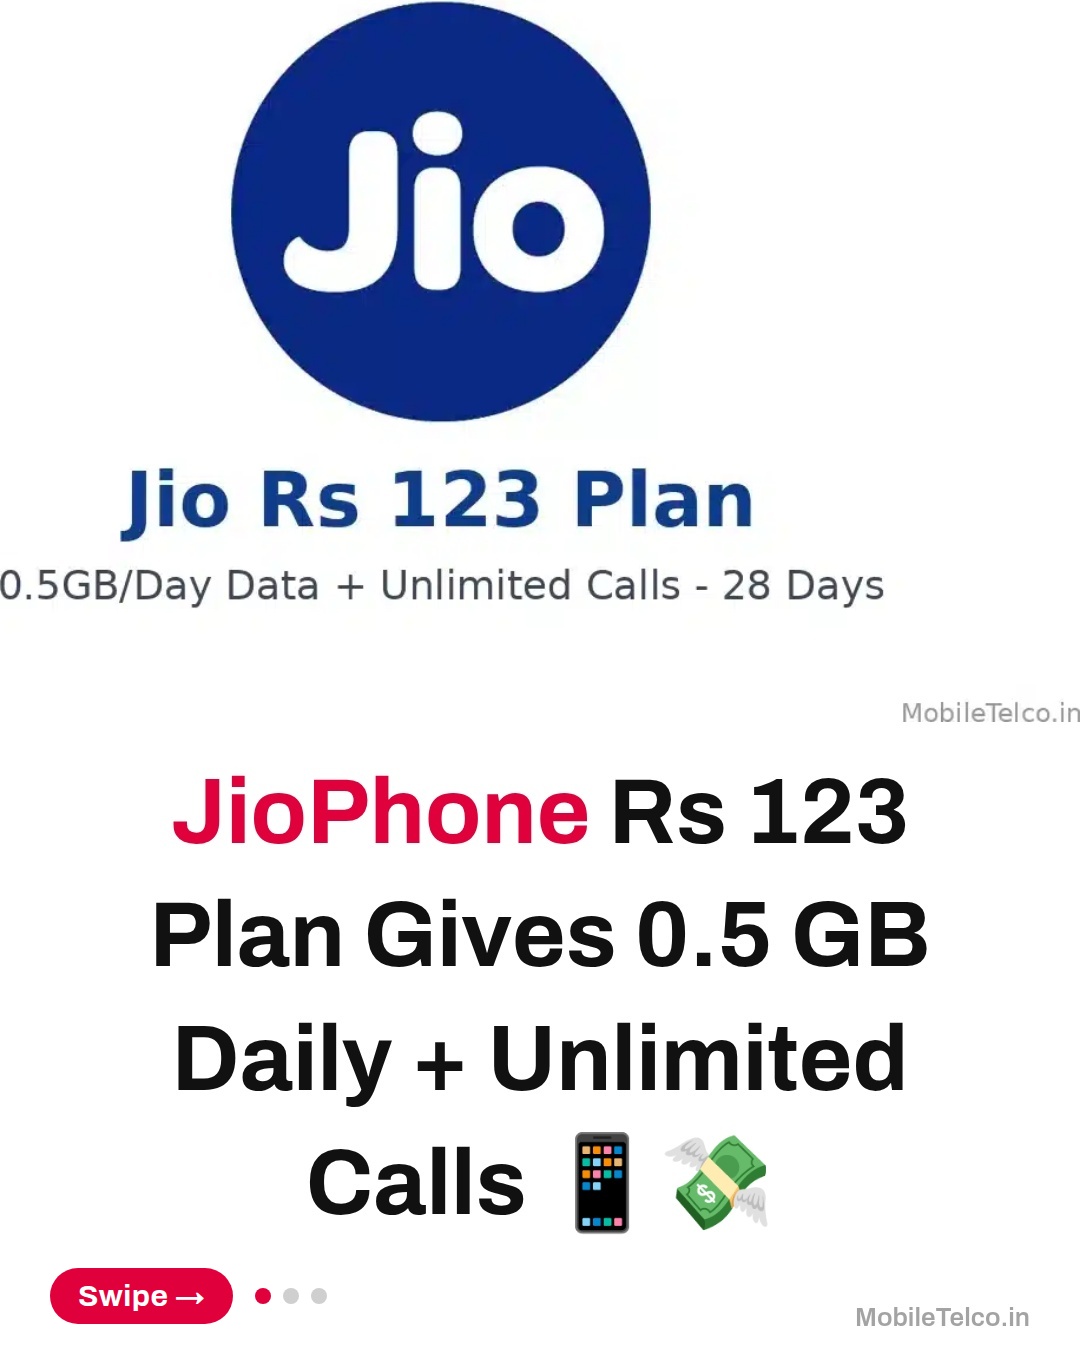 Jio
Jio Rs 123 Plan
0.5GB/Day Data + Unlimited Calls - 28 Days
MobileTelco.in
JioPhone Rs 123
Plan Gives 0.5 GB
Daily + Unlimited
Calls 📱 💸
Swipe →
MobileTelco.in